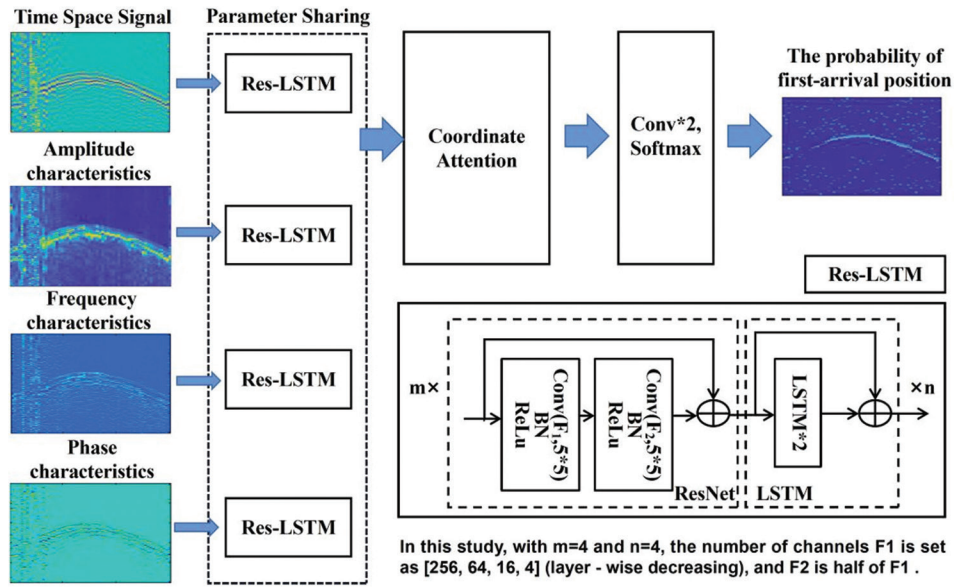 Time Space Signal
Parameter Sharing
Res-LSTM
Amplitude
characteristics
Res-LSTM
Frequency
characteristics
Res-LSTM
Phase
characteristics
Res-LSTM
Coordinate
Attention
Conv*2,
Softmax
The probability of
first-arrival position
Res-LSTM
m×
Conv(F₁,5*5)
BN
ReLu
Conv(F₂,5*5)
BN
ReLu
ResNet
LSTM*2
LSTM
×n
In this study, with m=4 and n=4, the number of channels F1 is set
as [256, 64, 16, 4] (layer - wise decreasing), and F2 is half of F1 .